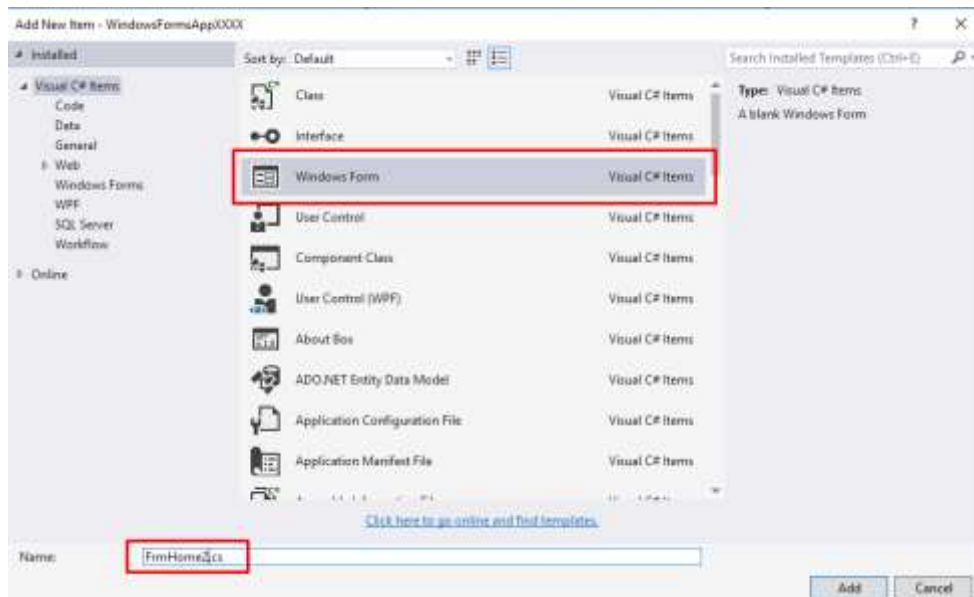 Add New Item - WindowsFormsAppXXXX
? ×
Installed
Sort by: Default
Search Installed Templates (Ctrl+E)
Visual C# Items
Code
Data
General
Web
Windows Forms
WPF
SQL Server
Workflow
Online
Class Visual C# Items
Interface Visual C# Items
Windows Form Visual C# Items
User Control Visual C# Items
Component Class Visual C# Items
User Control (WPF) Visual C# Items
About Box Visual C# Items
ADO.NET Entity Data Model Visual C# Items
Application Configuration File Visual C# Items
Application Manifest File Visual C# Items
Type: Visual C# Items
A blank Windows Form
Click here to go online and find templates.
Name: FrmHome2.cs
Add Cancel